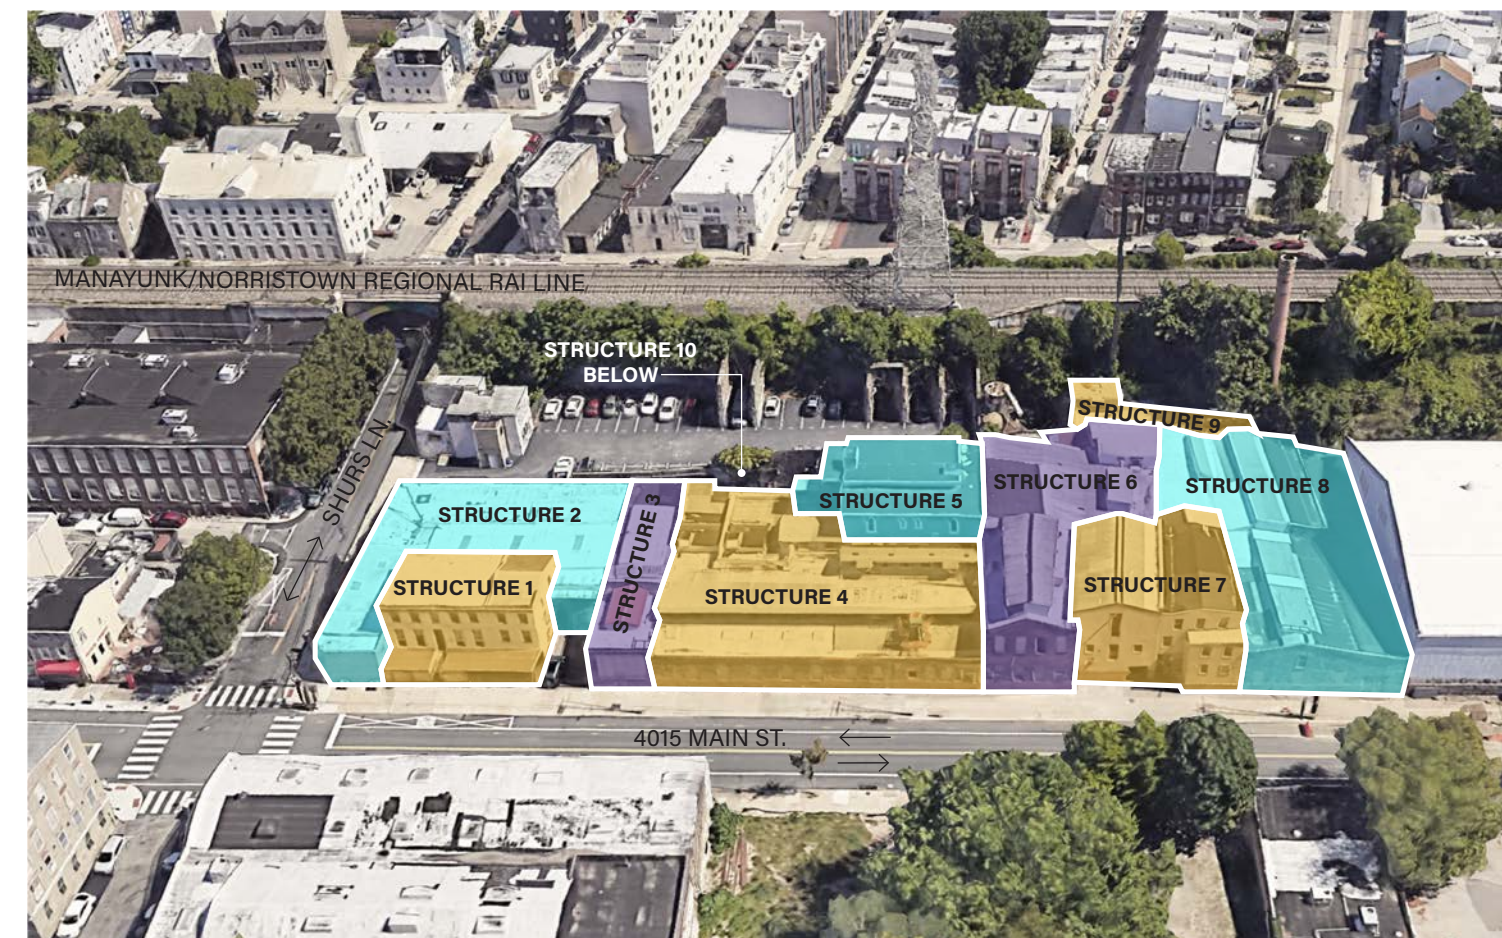 MANAYUNK/NORRISTOWN REGIONAL RAI LINE
STRUCTURE 10
BELOW
STRUCTURE 9
SHURS LN.
STRUCTURE 2
STRUCTURE 3
STRUCTURE 5
STRUCTURE 6
STRUCTURE 8
STRUCTURE 1
STRUCTURE 4
STRUCTURE 7
4015 MAIN ST.